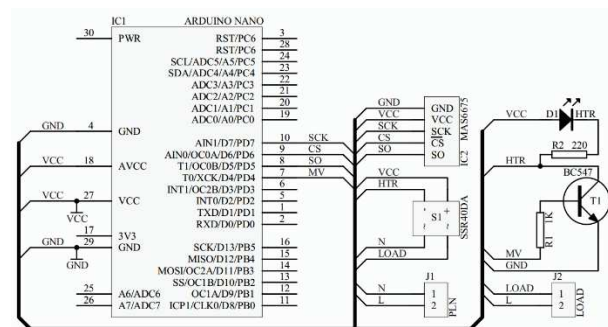 IC1 ARDUINO NANO
30 PWR RST/PC6 3
RST/PC6 28
SCL/ADC5/A5/PC5 24
SDA/ADC4/A4/PC4 23
ADC3/A3/PC3 22
ADC2/A2/PC2 21
ADC1/A1/PC1 20
ADC0/A0/PC0 19
GND 4 GND
AIN1/D7/PD7 10 SCK
AIN0/OC0A/D6/PD6 9 CS
VCC 18 AVCC T1/OC0B/D5/PD5 8 SO
T0/XCK/D4/PD4 7 MV
INT1/OC2B/D3/PD3 6
VCC 27 VCC INT0/D2/PD2 5
VCC
TXD/D1/PD1 1
RXD/D0/PD0 2
17 3V3
GND 29 GND SCK/D13/PB5 16
GND
MISO/D12/PB4 15
MOSI/OC2A/D11/PB3 14
SS/OC1B/D10/PB2 13
25 A6/ADC6 OC1A/D9/PB1 12
26 A7/ADC7 ICP1/CLK0/D8/PB0 11
GND GND
VCC VCC
SCK SCK
CS CS
SO SO
IC2
MAS6675
VCC
HTR
S1
SSR40DA
N
LOAD
J1
N 1
L 2
PLN
VCC D1 HTR
R2 220
HTR
BC547
T1
R1 1K
MV
GND
J2
LOAD 1
L 2
LOAD